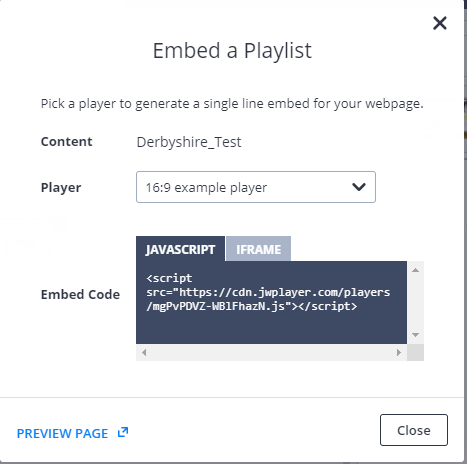 Embed a Playlist
Pick a player to generate a single line embed for your webpage.
Content Derbyshire_Test
Player 16:9 example player
JAVASCRIPT IFRAME
Embed Code
<script
src="https://cdn.jwplayer.com/players
/mgPvPDVZ-WBlFhazN.js"></script>
PREVIEW PAGE
Close